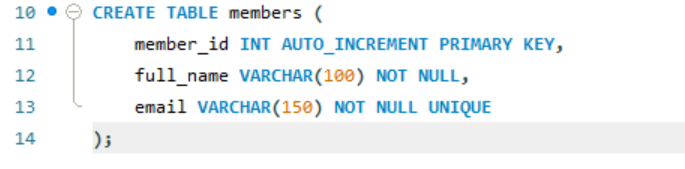 10 CREATE TABLE members (
11 member_id INT AUTO_INCREMENT PRIMARY KEY,
12 full_name VARCHAR(100) NOT NULL,
13 email VARCHAR(150) NOT NULL UNIQUE
14 );